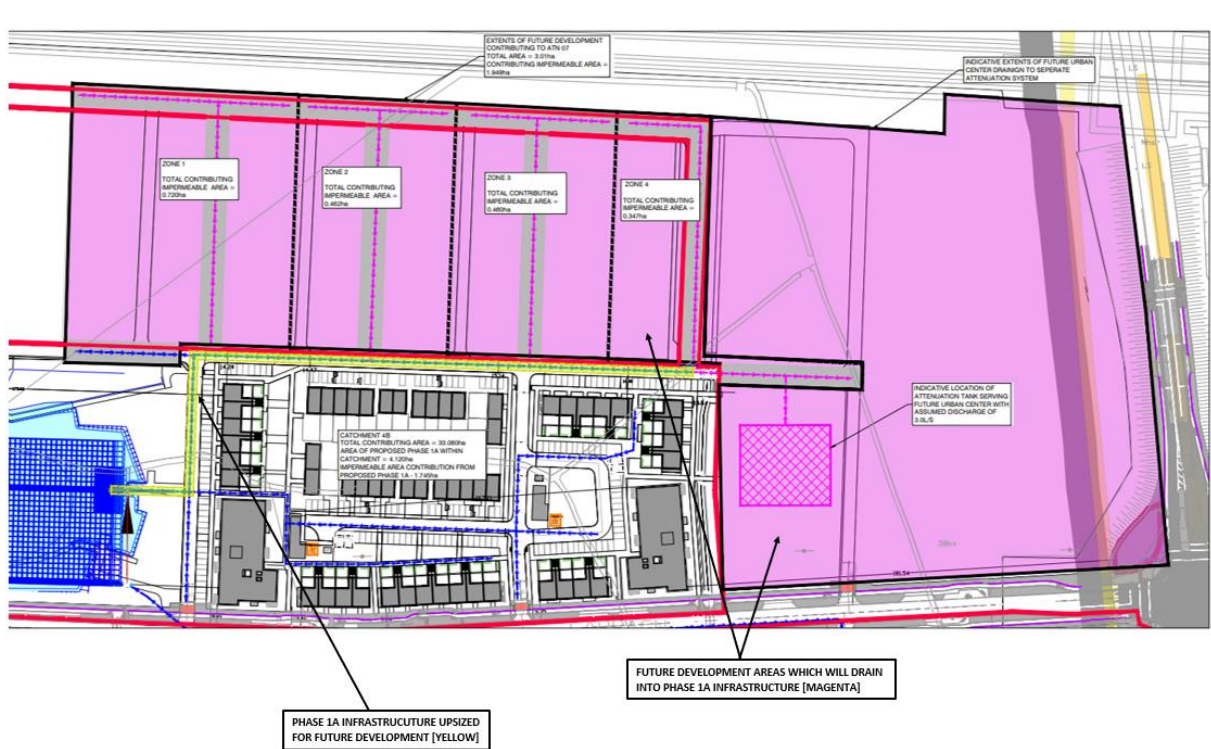 EXTENTS OF FUTURE DEVELOPMENT
CONTRIBUTING TO ATN 07
TOTAL AREA = 3.01ha
CONTRIBUTING IMPERMEABLE AREA =
1.949ha
INDICATIVE EXTENTS OF FUTURE URBAN
CENTER DRAINIGN TO SEPERATE
ATTENUATION SYSTEM
LS
LS
ZONE 1
TOTAL CONTRIBUTING
IMPERMEABLE AREA =
0.720ha
ZONE 2
TOTAL CONTRIBUTING
IMPERMEABLE AREA =
0.462ha
ZONE 3
TOTAL CONTRIBUTING
IMPERMEABLE AREA =
0.460ha
ZONE 4
TOTAL CONTRIBUTING
IMPERMEABLE AREA =
0.347ha
INDICATIVE LOCATION OF
ATTENUATION TANK SERVING
FUTURE URBAN CENTER WITH
ASSUMED DISCHARGE OF
3.0L/S
CATCHMENT 4B
TOTAL CONTRIBUTING AREA = 33.080ha
AREA OF PROPOSED PHASE 1A WITHIN
CATCHMENT = 4.120ha
IMPERMEABLE AREA CONTRIBUTION FROM
PROPOSED PHASE 1A - 1.745ha
FUTURE DEVELOPMENT AREAS WHICH WILL DRAIN
INTO PHASE 1A INFRASTRUCTURE [MAGENTA]
PHASE 1A INFRASTRUCUTURE UPSIZED
FOR FUTURE DEVELOPMENT [YELLOW]